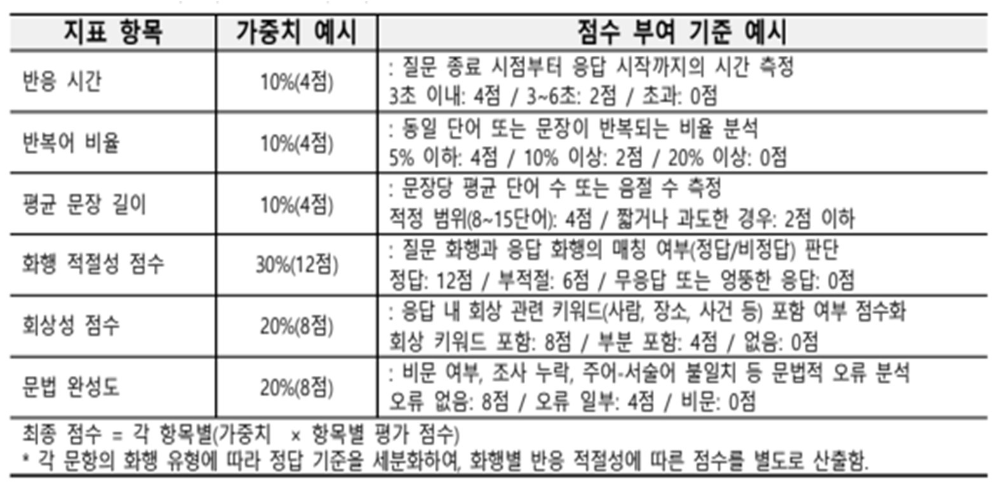 지표 항목
가중치 예시
점수 부여 기준 예시
반응 시간
10%(4점)
: 질문 종료 시점부터 응답 시작까지의 시간 측정
3초 이내: 4점 / 3~6초: 2점 / 초과: 0점
반복어 비율
10%(4점)
: 동일 단어 또는 문장이 반복되는 비율 분석
5% 이하: 4점 / 10% 이상: 2점 / 20% 이상: 0점
평균 문장 길이
10%(4점)
: 문장당 평균 단어 수 또는 음절 수 측정
적정 범위(8~15단어): 4점 / 짧거나 과도한 경우: 2점 이하
화행 적절성 점수
30%(12점)
: 질문 화행과 응답 화행의 매칭 여부(정답/비정답) 판단
정답: 12점 / 부적절: 6점 / 무응답 또는 엉뚱한 응답: 0점
회상성 점수
20%(8점)
: 응답 내 회상 관련 키워드(사람, 장소, 사건 등) 포함 여부 점수화
회상 키워드 포함: 8점 / 부분 포함: 4점 / 없음: 0점
문법 완성도
20%(8점)
: 비문 여부, 조사 누락, 주어-서술어 불일치 등 문법적 오류 분석
오류 없음: 8점 / 오류 일부: 4점 / 비문: 0점
최종 점수 = 각 항목별(가중치 × 항목별 평가 점수)
* 각 문항의 화행 유형에 따라 정답 기준을 세분화하여, 화행별 반응 적절성에 따른 점수를 별도로 산출함.